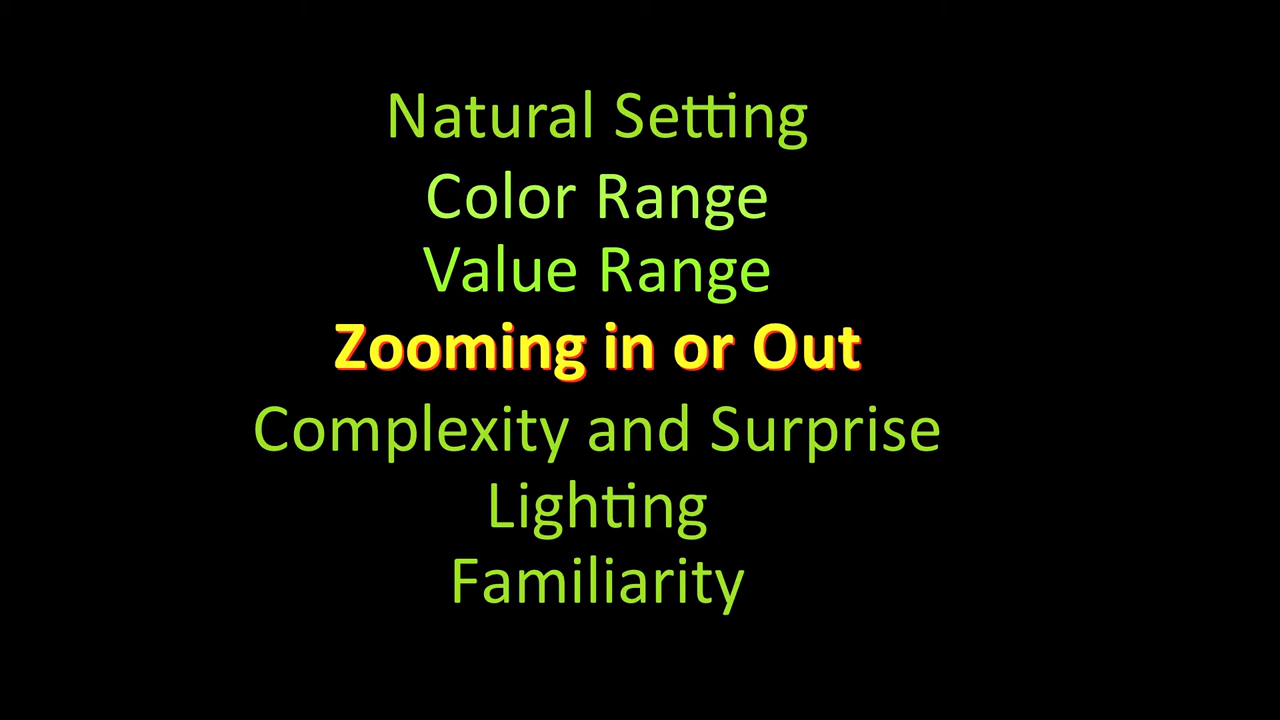 Natural Setting
Color Range
Value Range
Zooming in or Out
Complexity and Surprise
Lighting
Familiarity